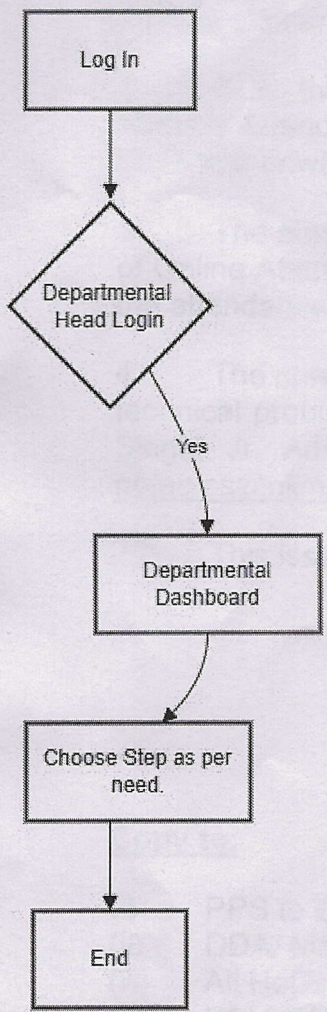 Log In
Departmental
Head Login
Yes
Departmental
Dashboard
Choose Step as per
need.
End